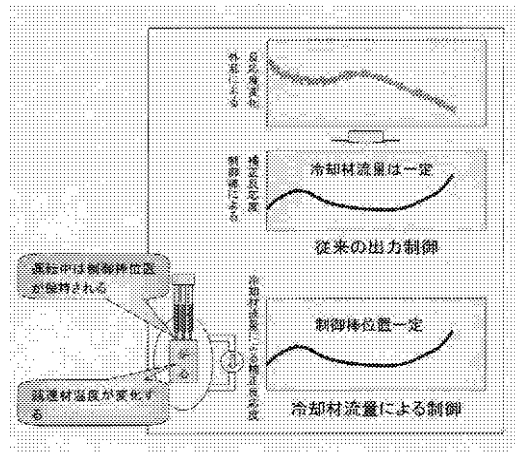 外乱による
反応度変化
制御棒による
補正反応度
冷却材流量は一定
従来の出力制御
運転中は制御棒位置
が保持される
冷却材流量による補正反応度
制御棒位置一定
減速材温度が変化す
る
冷却材流量による制御